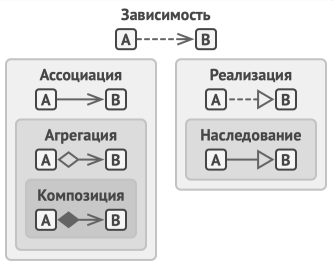 Зависимость
A B
Ассоциация
A B
Агрегация
A B
Композиция
A B
Реализация
A B
Наследование
A B